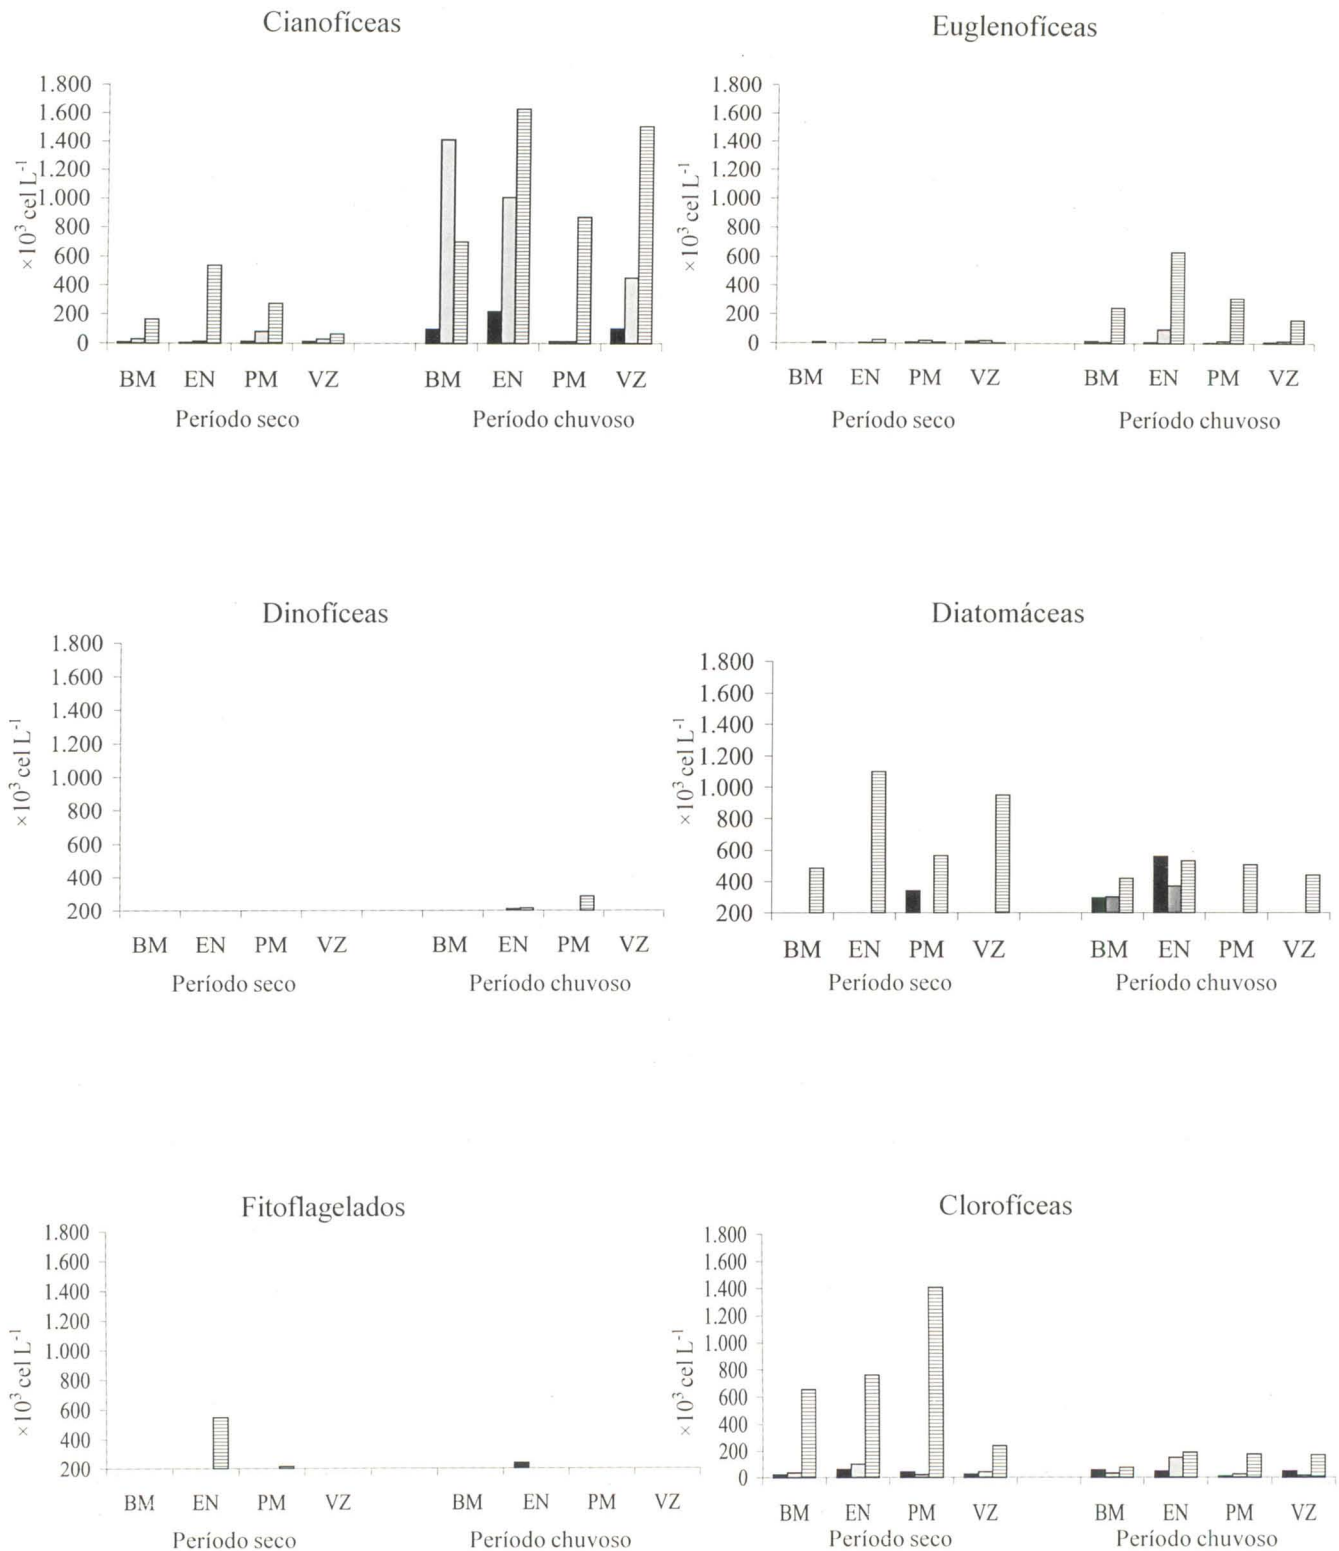 Cianofíceas
1.800
1.600
1.400
1.200
1.000
800
600
400
200
0
×10³ cel L⁻¹
BM EN PM VZ BM EN PM VZ
Período seco Período chuvoso
Euglenofíceas
1.800
1.600
1.400
1.200
1.000
800
600
400
200
0
×10³ cel L⁻¹
BM EN PM VZ BM EN PM VZ
Período seco Período chuvoso
Dinofíceas
1.800
1.600
1.400
1.200
1.000
800
600
400
200
×10³ cel L⁻¹
BM EN PM VZ BM EN PM VZ
Período seco Período chuvoso
Diatomáceas
1.800
1.600
1.400
1.200
1.000
800
600
400
200
×10³ cel L⁻¹
BM EN PM VZ BM EN PM VZ
Período seco Período chuvoso
Fitoflagelados
1.800
1.600
1.400
1.200
1.000
800
600
400
200
×10³ cel L⁻¹
BM EN PM VZ BM EN PM VZ
Período seco Período chuvoso
Clorofíceas
1.800
1.600
1.400
1.200
1.000
800
600
400
200
0
×10³ cel L⁻¹
BM EN PM VZ BM EN PM VZ
Período seco Período chuvoso